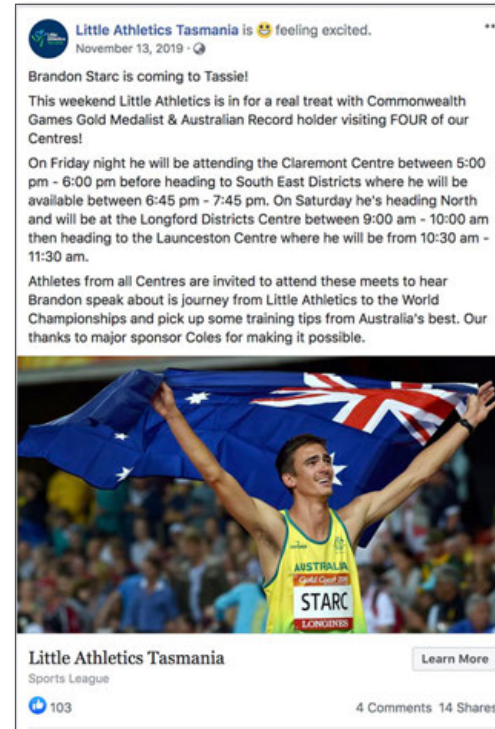 Little Athletics Tasmania is 😃 feeling excited.
November 13, 2019 ·
Brandon Starc is coming to Tassie!
This weekend Little Athletics is in for a real treat with Commonwealth
Games Gold Medalist & Australian Record holder visiting FOUR of our
Centres!
On Friday night he will be attending the Claremont Centre between 5:00
pm - 6:00 pm before heading to South East Districts where he will be
available between 6:45 pm - 7:45 pm. On Saturday he's heading North
and will be at the Longford Districts Centre between 9:00 am - 10:00 am
then heading to the Launceston Centre where he will be from 10:30 am -
11:30 am.
Athletes from all Centres are invited to attend these meets to hear
Brandon speak about is journey from Little Athletics to the World
Championships and pick up some training tips from Australia's best. Our
thanks to major sponsor Coles for making it possible.
AUSTRALIA
Gold Coast
STARC
LONGINES
Little Athletics Tasmania
Learn More
Sports League
103
4 Comments 14 Shares